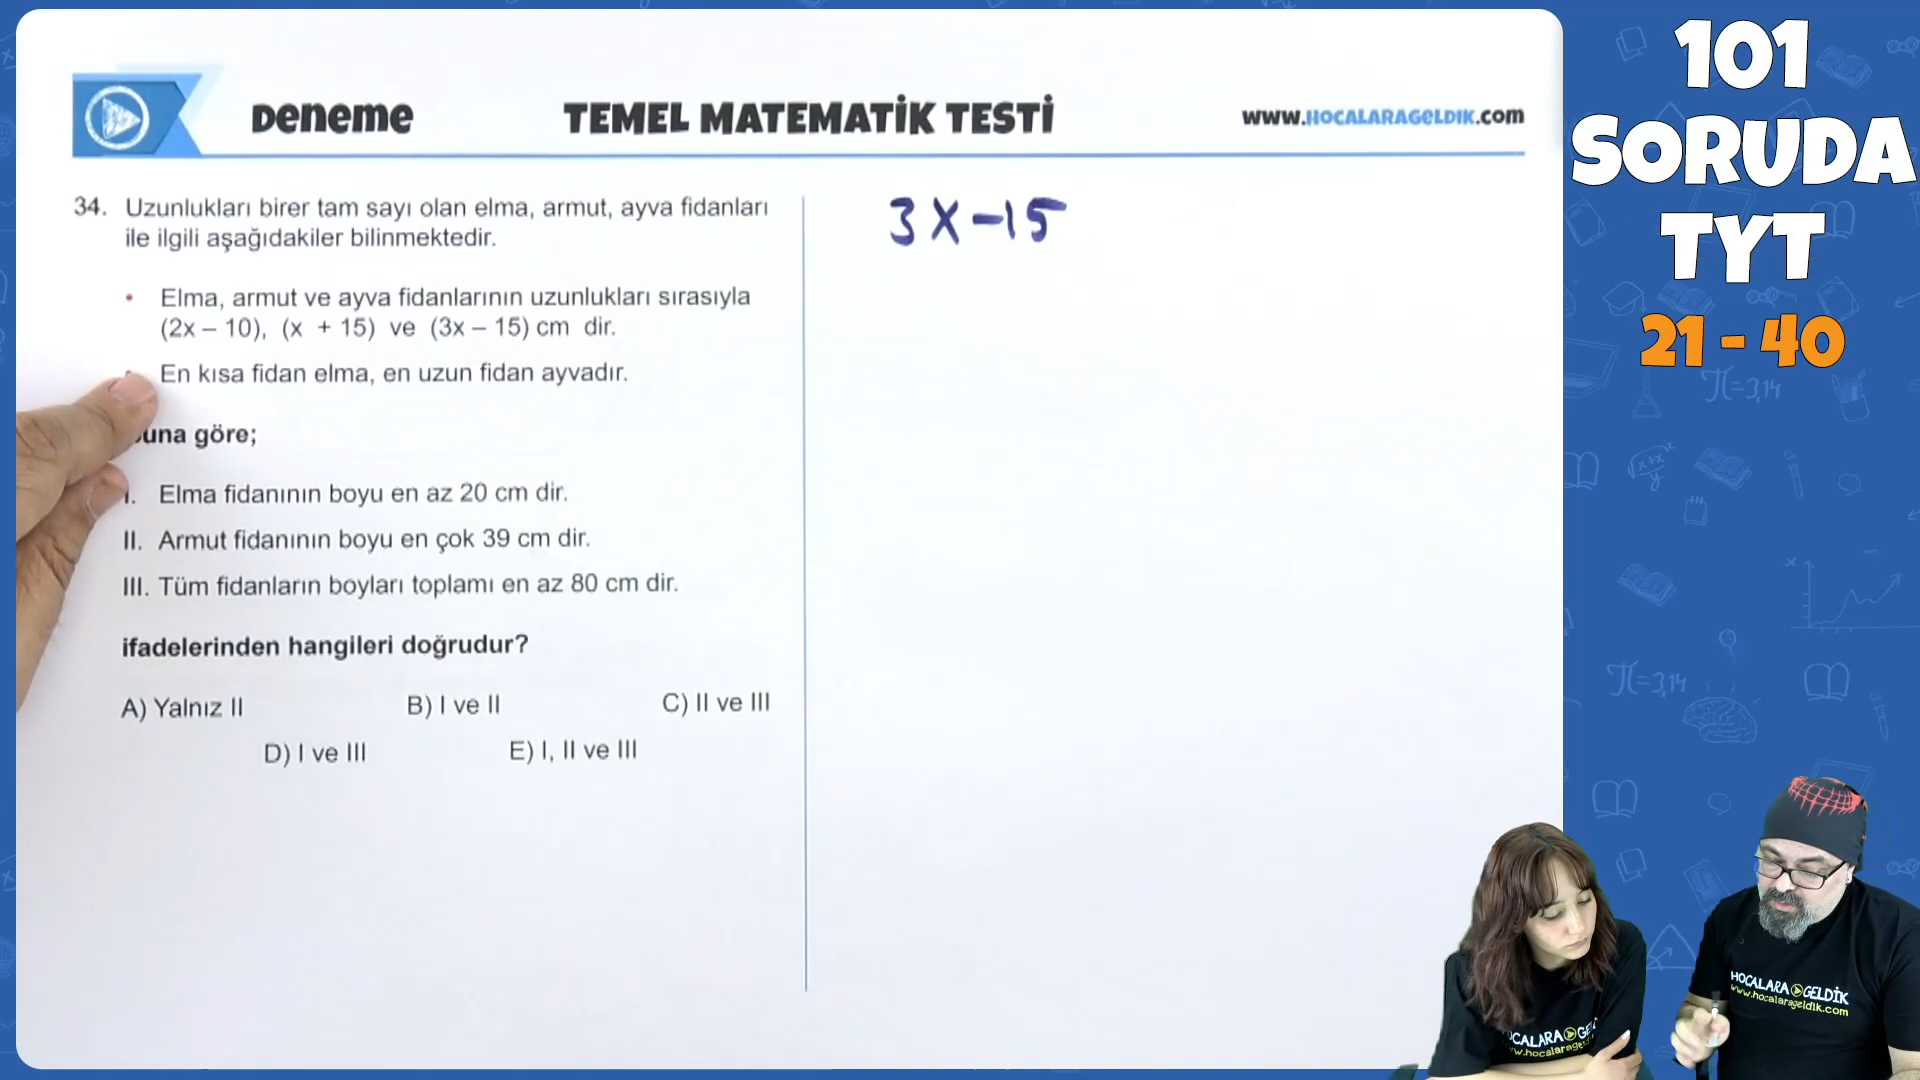 Deneme
TEMEL MATEMATİK TESTİ
www.HOCALARAGELDIK.com
34. Uzunlukları birer tam sayı olan elma, armut, ayva fidanları
ile ilgili aşağıdakiler bilinmektedir.
• Elma, armut ve ayva fidanlarının uzunlukları sırasıyla
(2x – 10), (x + 15) ve (3x – 15) cm dir.
En kısa fidan elma, en uzun fidan ayvadır.
una göre;
I. Elma fidanının boyu en az 20 cm dir.
II. Armut fidanının boyu en çok 39 cm dir.
III. Tüm fidanların boyları toplamı en az 80 cm dir.
ifadelerinden hangileri doğrudur?
A) Yalnız II B) I ve II C) II ve III
D) I ve III E) I, II ve III
3x-15
101
SORUDA
TYT
21 - 40
π=3,14
π=3,14
HOCALARA GELDİK
www.hocalarageldik.com